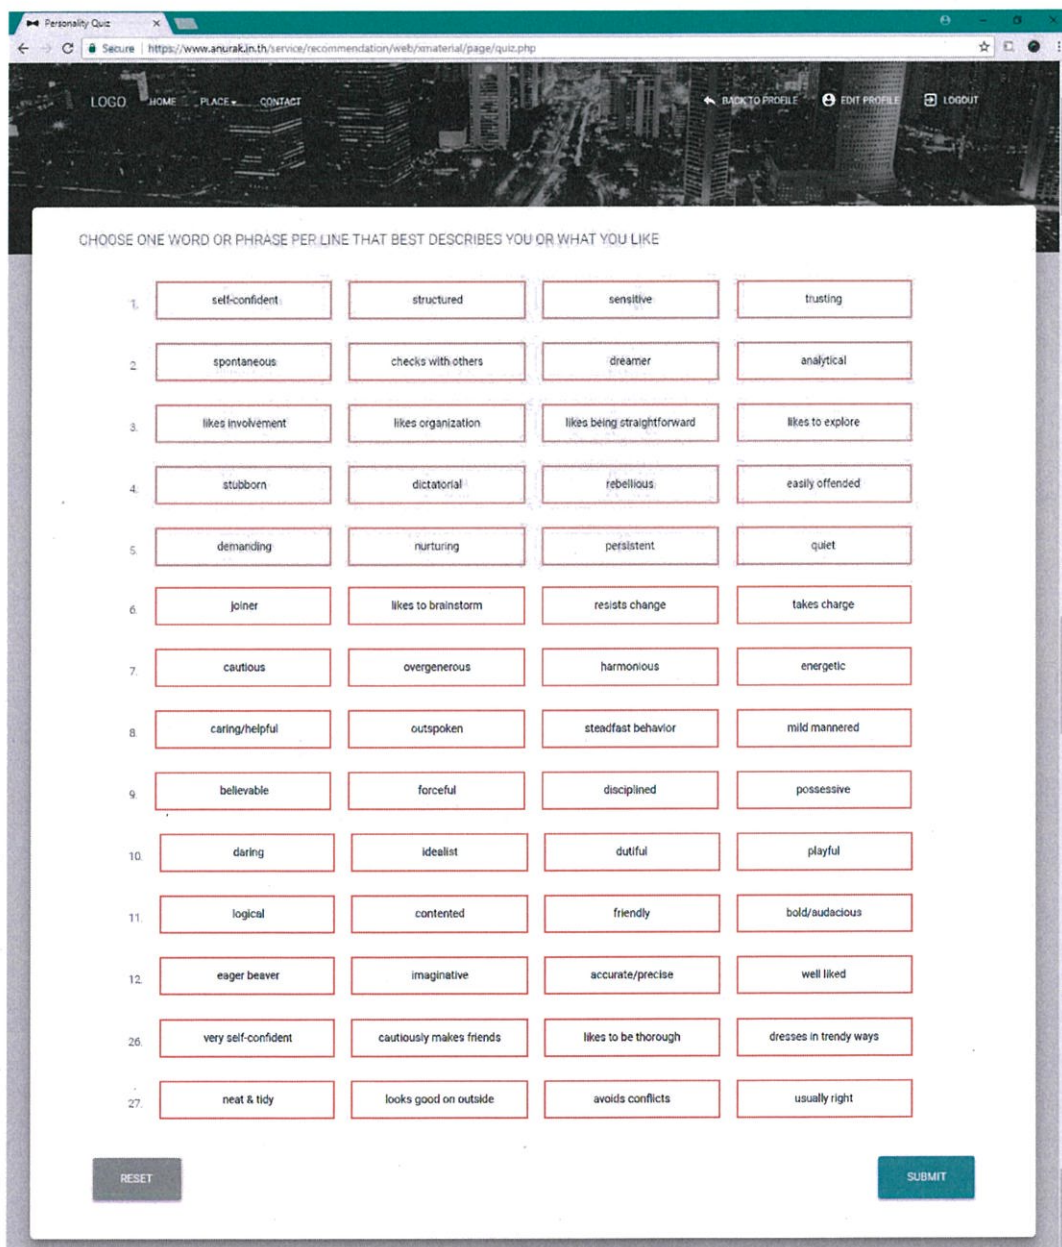 Personality Quiz
Secure | https://www.anurak.in.th/service/recommendation/web/xmaterial/page/quiz.php
LOGO HOME PLACE CONTACT BACK TO PROFILE EDIT PROFILE LOGOUT
CHOOSE ONE WORD OR PHRASE PER LINE THAT BEST DESCRIBES YOU OR WHAT YOU LIKE
1. self-confident structured sensitive trusting
2. spontaneous checks with others dreamer analytical
3. likes involvement likes organization likes being straightforward likes to explore
4. stubborn dictatorial rebellious easily offended
5. demanding nurturing persistent quiet
6. joiner likes to brainstorm resists change takes charge
7. cautious overgenerous harmonious energetic
8. caring/helpful outspoken steadfast behavior mild mannered
9. believable forceful disciplined possessive
10. daring idealist dutiful playful
11. logical contented friendly bold/audacious
12. eager beaver imaginative accurate/precise well liked
26. very self-confident cautiously makes friends likes to be thorough dresses in trendy ways
27. neat & tidy looks good on outside avoids conflicts usually right
RESET SUBMIT